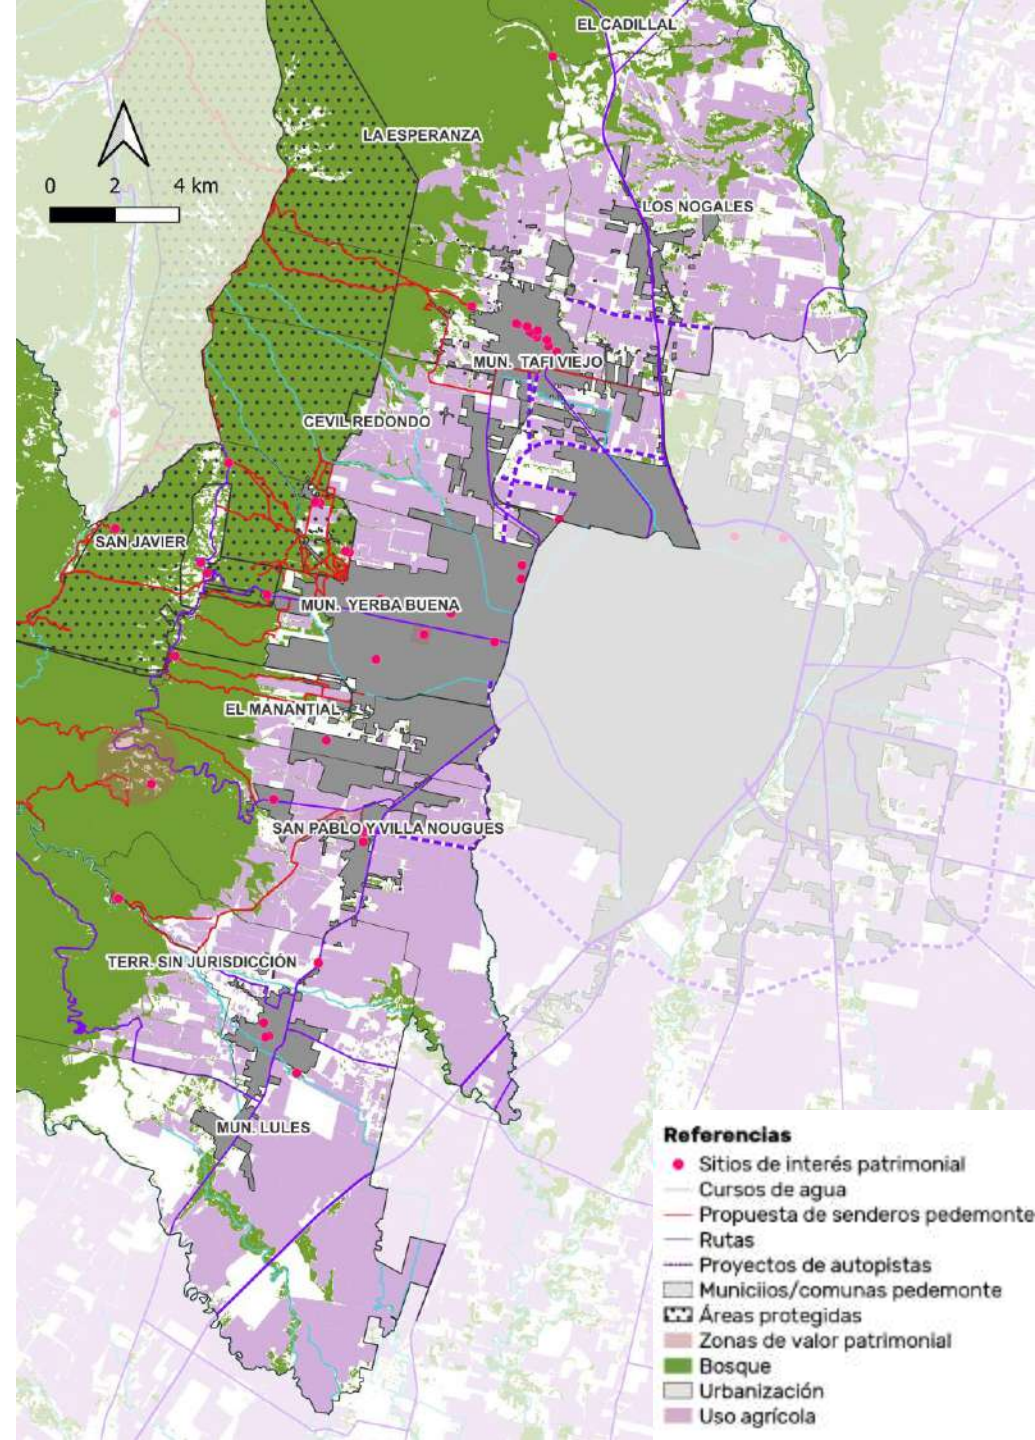 EL CADILLAL
LA ESPERANZA
0 2 4 km
LOS NOGALES
MUN. TAFI VIEJO
CEVIL REDONDO
SAN JAVIER
MUN. YERBA BUENA
EL MANANTIAL
SAN PABLO Y VILLA NOUGUES
TERR. SIN JURISDICCIÓN
MUN. LULES
Referencias
Sitios de interés patrimonial
Cursos de agua
Propuesta de senderos pedemonte
Rutas
Proyectos de autopistas
Municiios/comunas pedemonte
Áreas protegidas
Zonas de valor patrimonial
Bosque
Urbanización
Uso agrícola